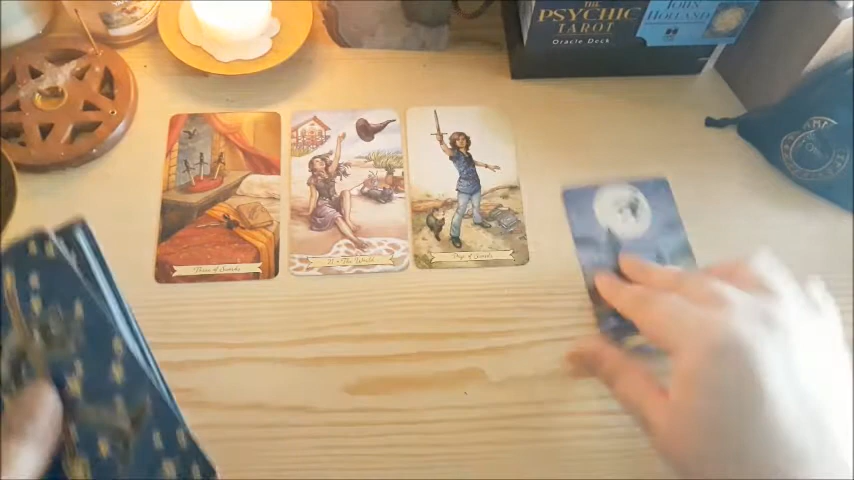 THE
PSYCHIC
TAROT
Oracle Deck
JOHN
HOLLAND
Three of Swords
The World
Page of Swords